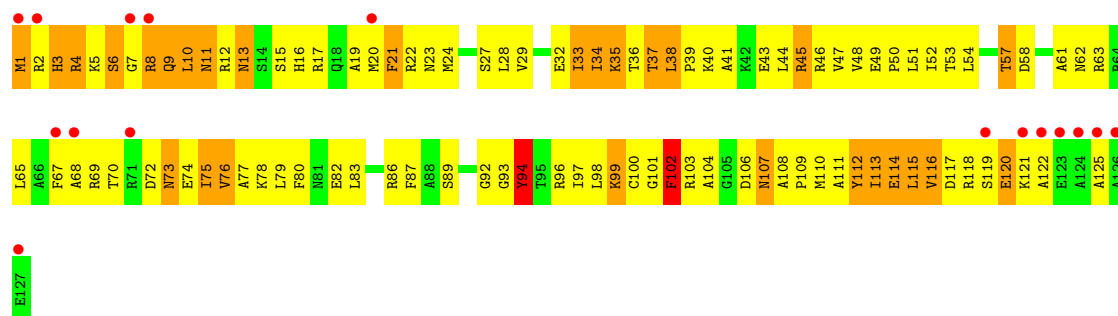 M1 R2 H3 R4 K5 S6 G7 R8 Q9 L10 N11 R12 N13 S14 S15 H16 R17 Q18 A19 M20 F21 R22 N23 M24 S27 L28 V29 E32 I33 I34 K35 T36 T37 L38 P39 K40 A41 K42 E43 L44 R45 R46 V47 V48 E49 P50 L51 I52 T53 L54 T57 D58 A61 N62 R63 R64
L65 A66 F67 A68 R69 T70 R71 D72 N73 E74 I75 V76 A77 K78 L79 F80 N81 E82 L83 R86 F87 A88 S89 G92 G93 Y94 T95 R96 I97 L98 K99 C100 G101 F102 R103 A104 G105 D106 N107 A108 P109 M110 A111 Y112 I113 E114 L115 V116 D117 R118 S119 E120 K121 A122 E123 A124 A125 A126
E127